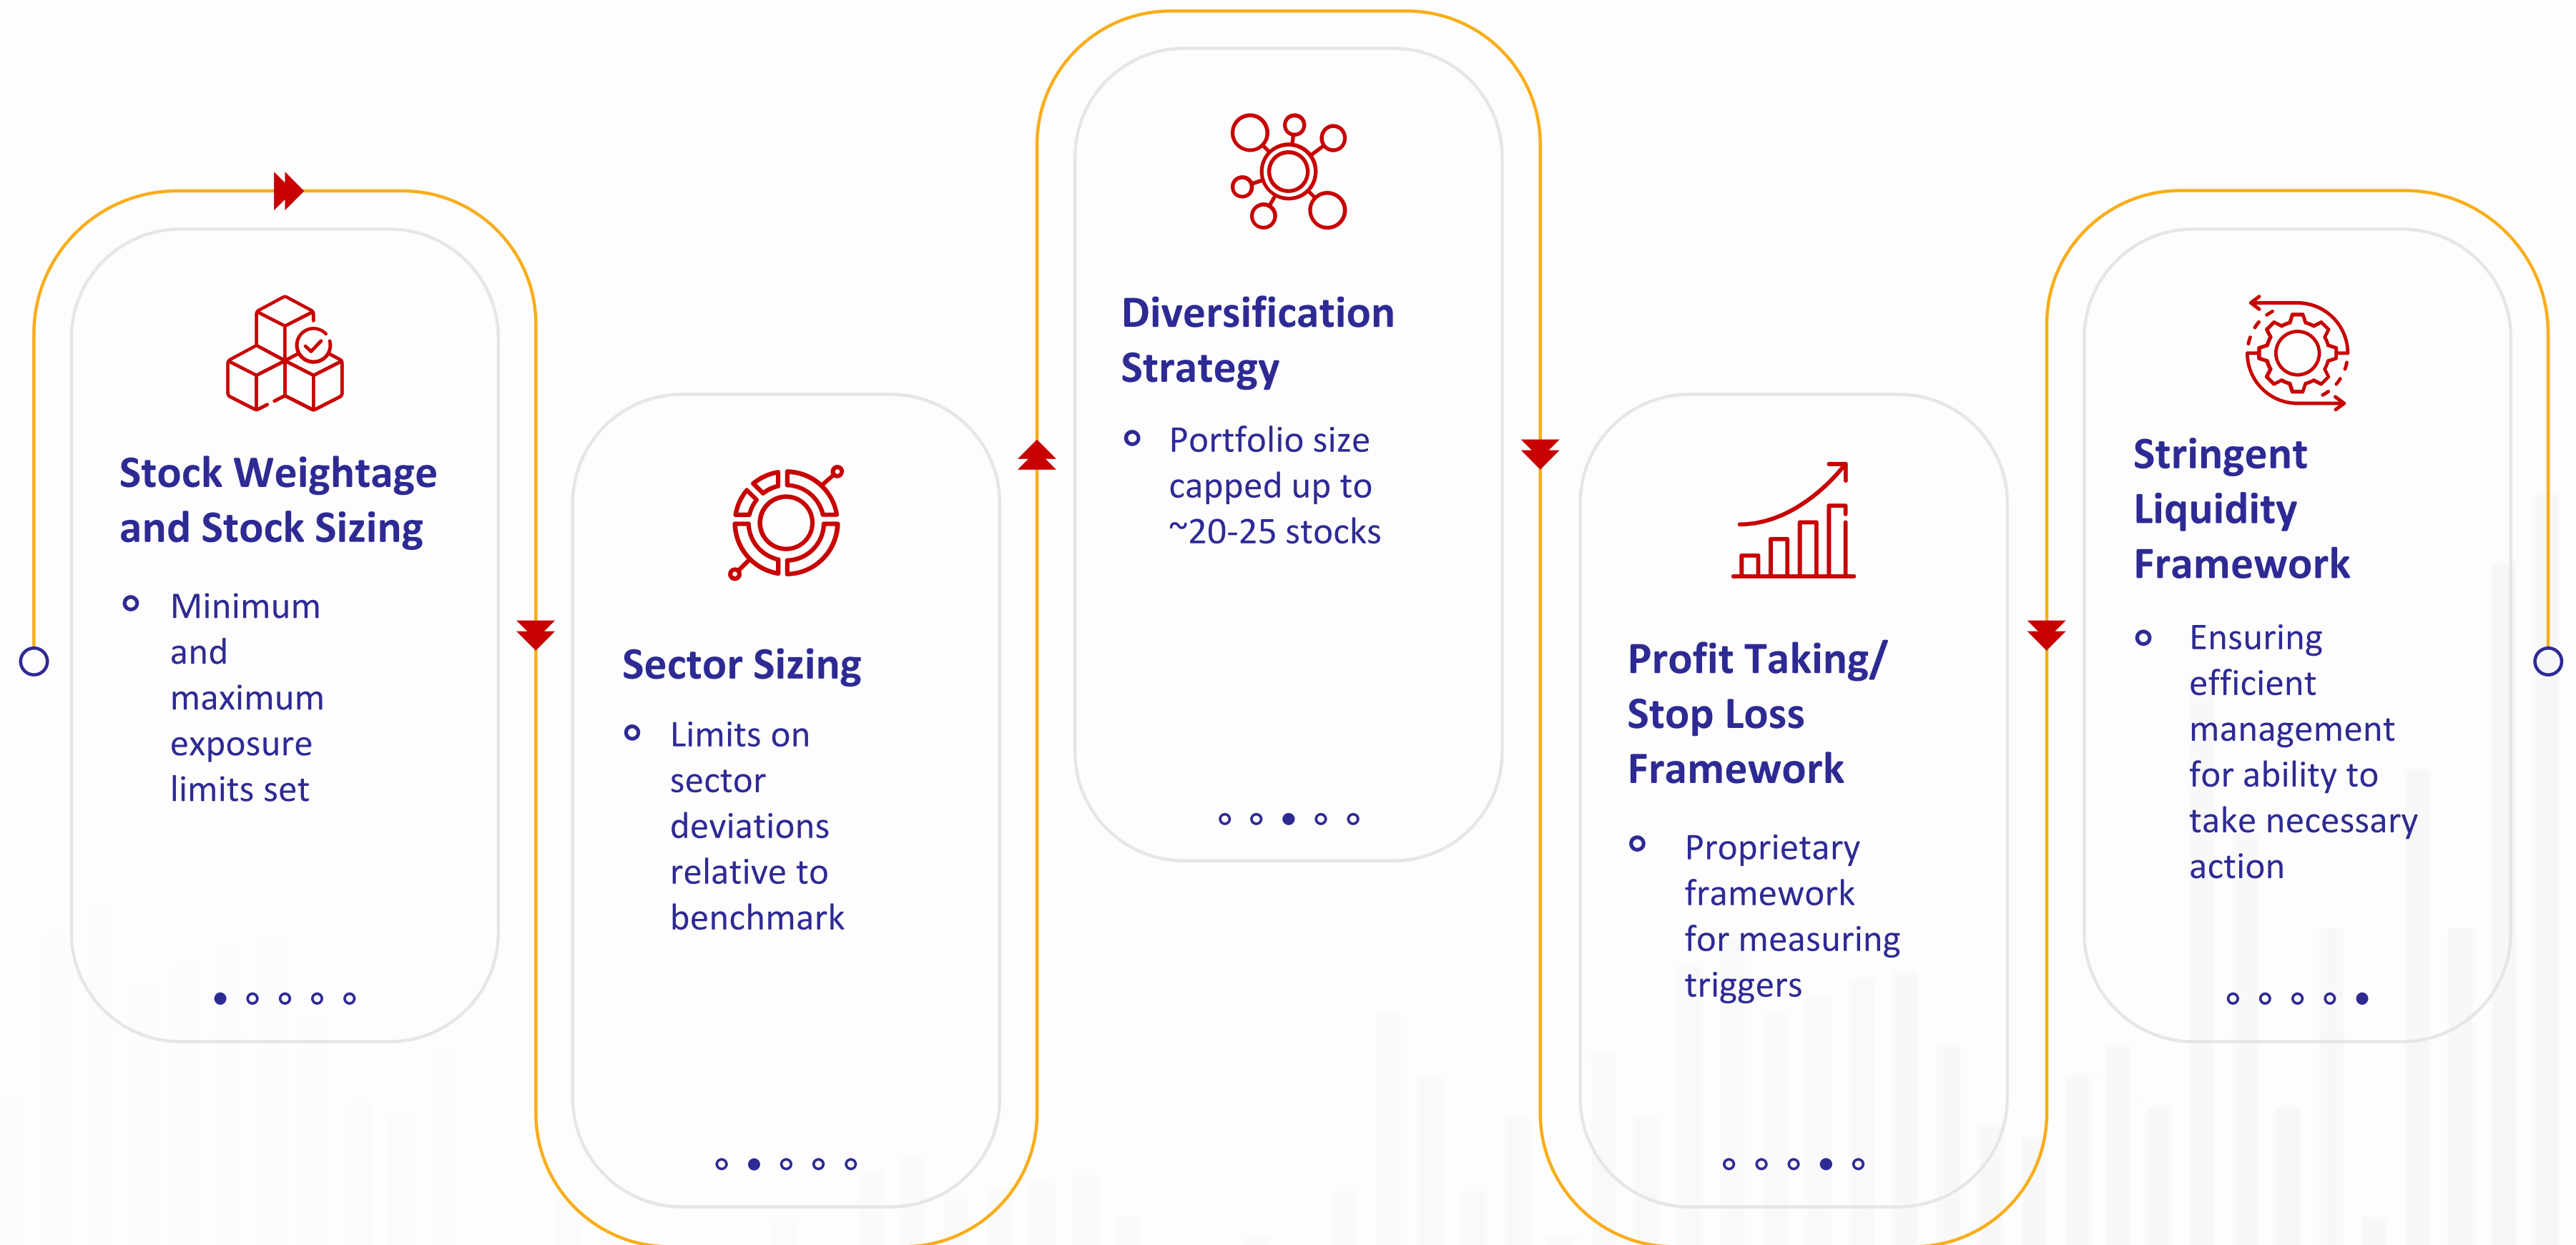 Stock Weightage
and Stock Sizing
Minimum
and
maximum
exposure
limits set
Sector Sizing
Limits on
sector
deviations
relative to
benchmark
Diversification
Strategy
Portfolio size
capped up to
~20-25 stocks
Profit Taking/
Stop Loss
Framework
Proprietary
framework
for measuring
triggers
Stringent
Liquidity
Framework
Ensuring
efficient
management
for ability to
take necessary
action